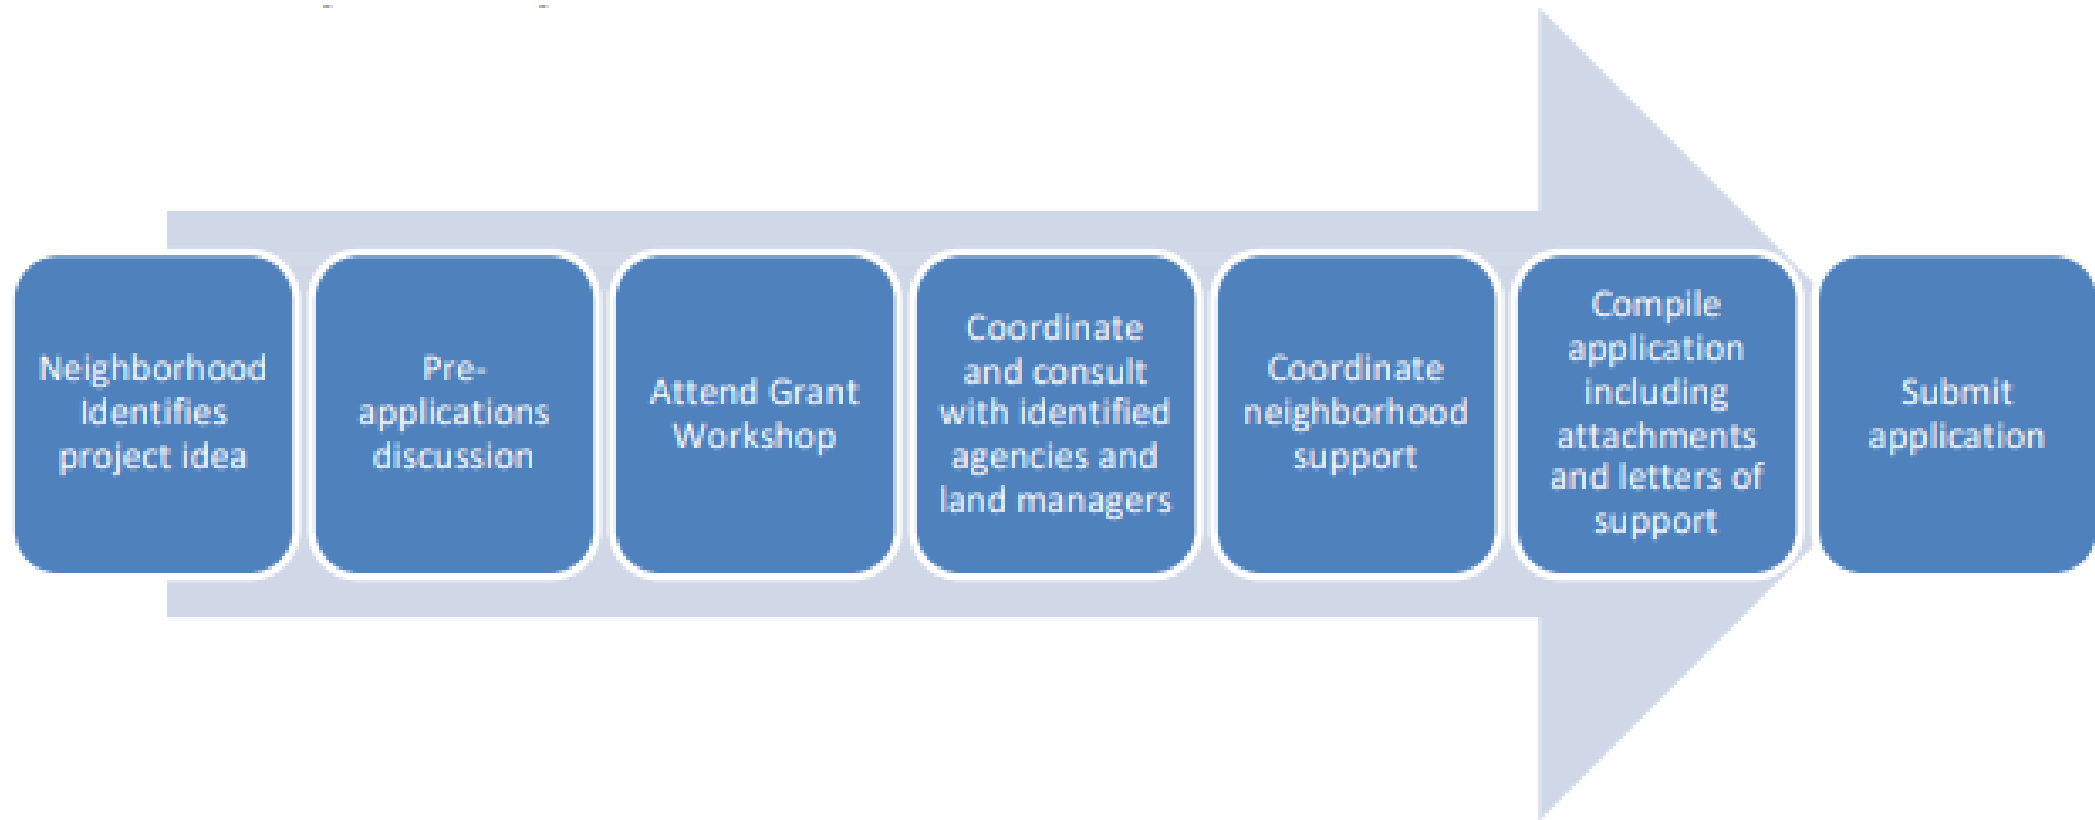 Neighborhood
Identifies
project idea
Pre-
applications
discussion
Attend Grant
Workshop
Coordinate
and consult
with identified
agencies and
land managers
Coordinate
neighborhood
support
Compile
application
including
attachments
and letters of
support
Submit
application